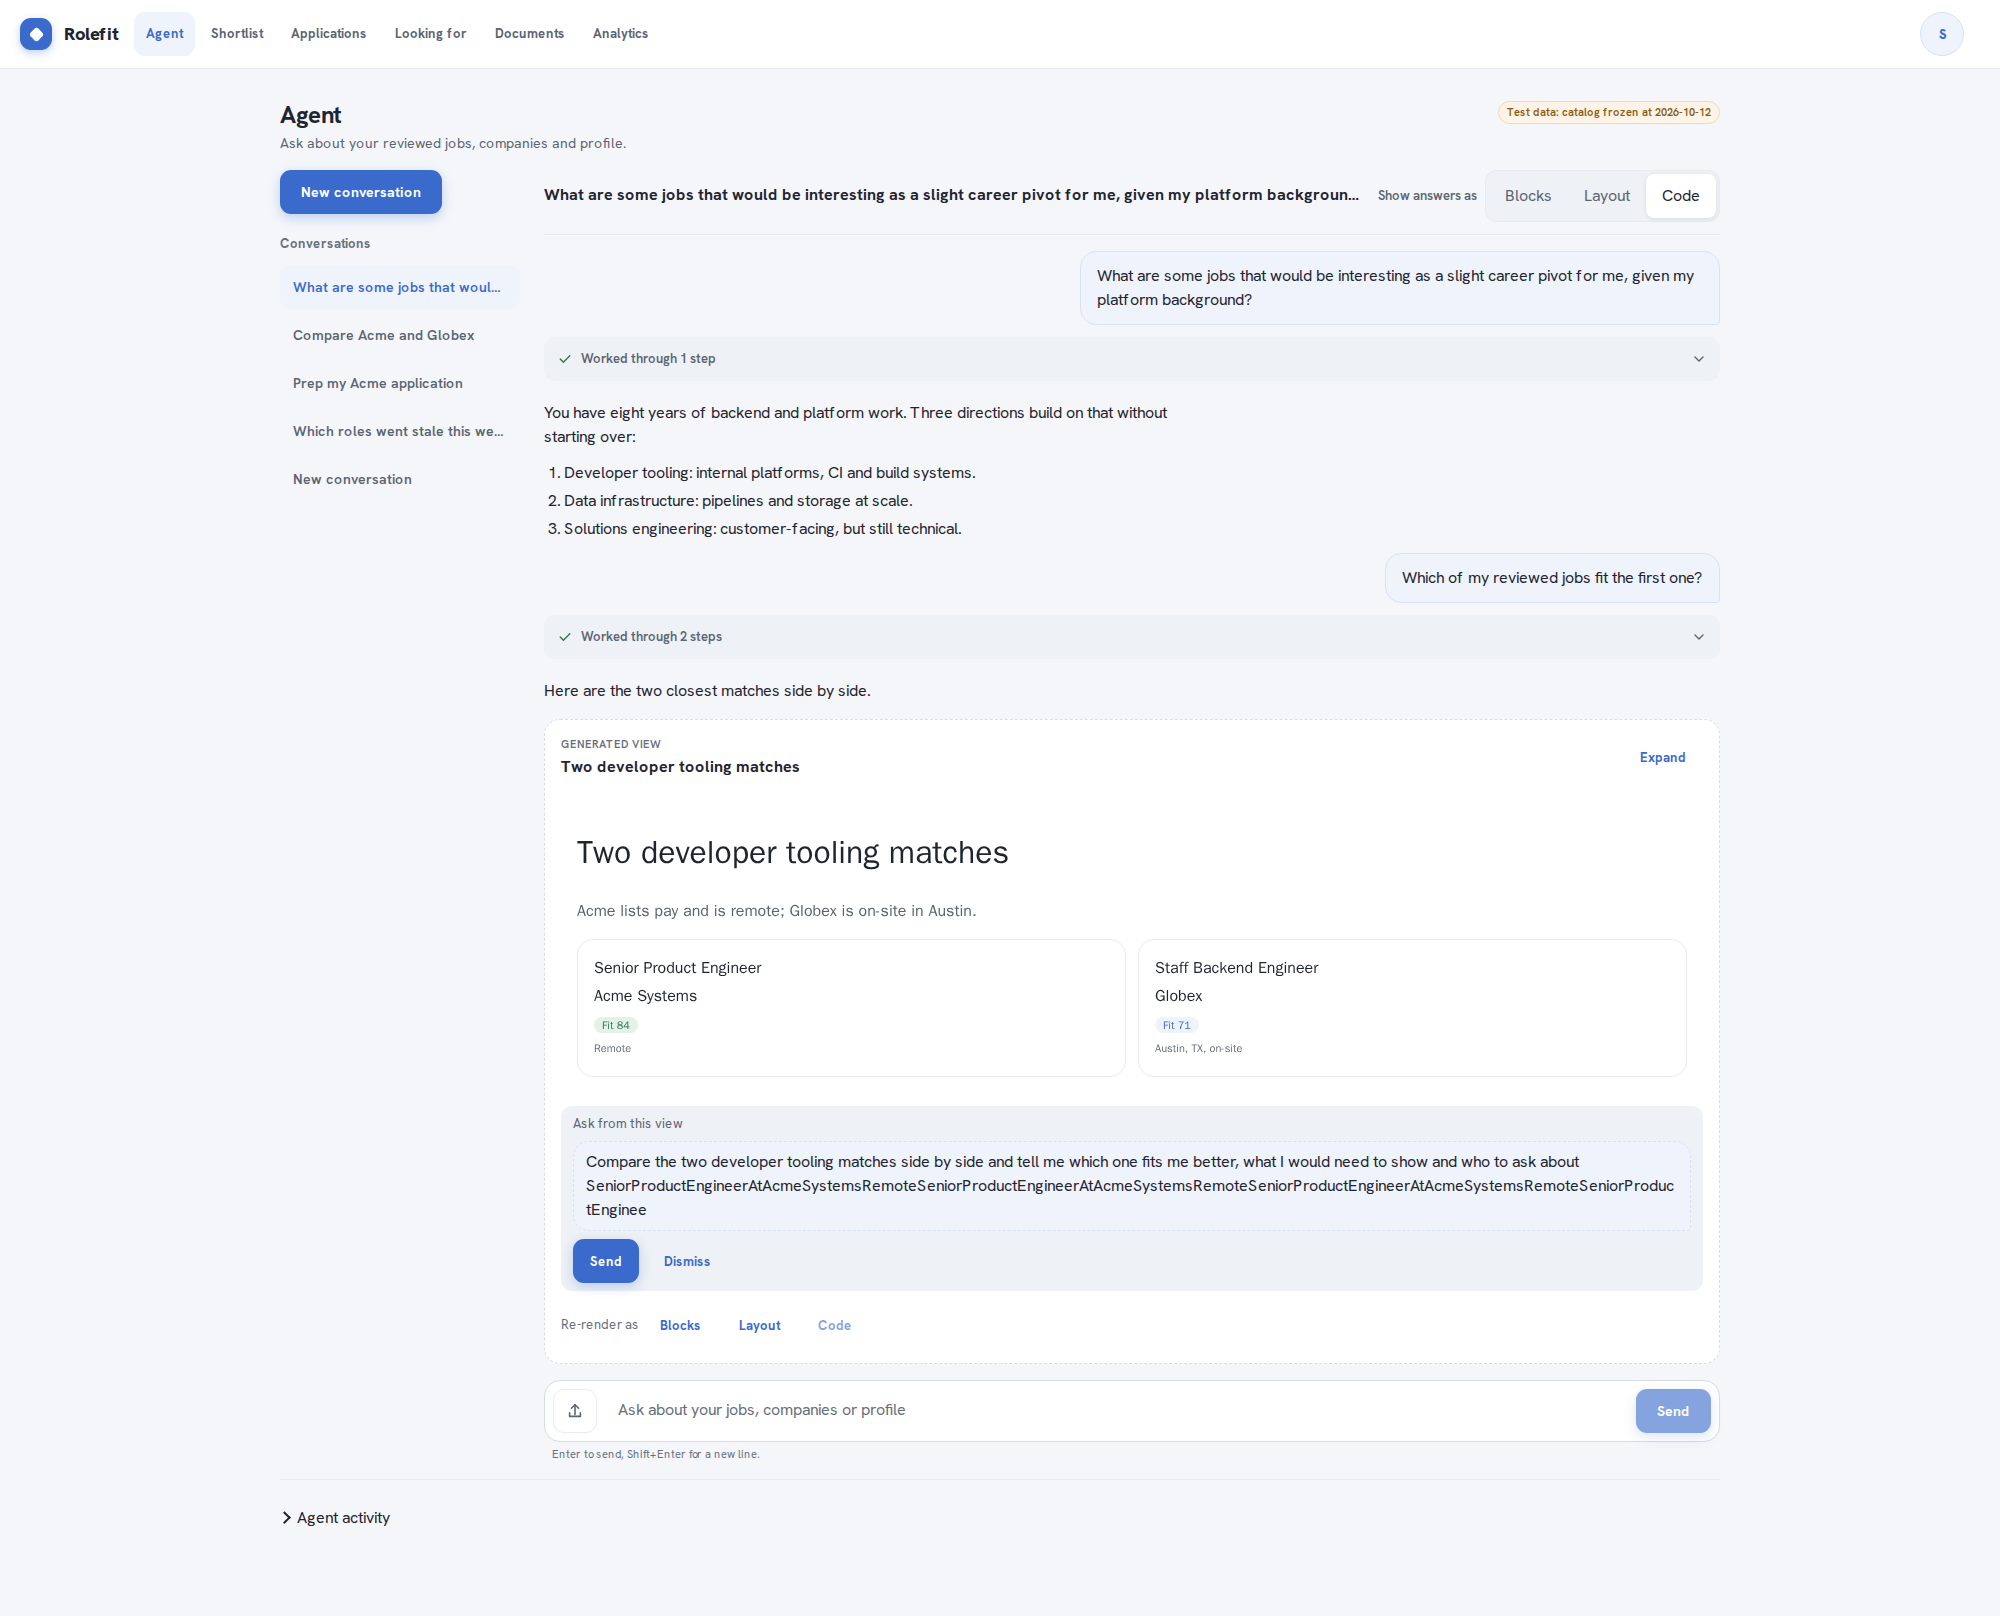 Rolefit
Agent
Shortlist
Applications
Looking for
Documents
Analytics
S
Agent
Test data: catalog frozen at 2026-10-12
Ask about your reviewed jobs, companies and profile.
New conversation
What are some jobs that would be interesting as a slight career pivot for me, given my platform backgroun...
Show answers as
Blocks
Layout
Code
Conversations
What are some jobs that woul...
Compare Acme and Globex
Prep my Acme application
Which roles went stale this we...
New conversation
What are some jobs that would be interesting as a slight career pivot for me, given my
platform background?
Worked through 1 step
You have eight years of backend and platform work. Three directions build on that without
starting over:
1. Developer tooling: internal platforms, CI and build systems.
2. Data infrastructure: pipelines and storage at scale.
3. Solutions engineering: customer-facing, but still technical.
Which of my reviewed jobs fit the first one?
Worked through 2 steps
Here are the two closest matches side by side.
GENERATED VIEW
Two developer tooling matches
Expand
Two developer tooling matches
Acme lists pay and is remote; Globex is on-site in Austin.
Senior Product Engineer
Acme Systems
Fit 84
Remote
Staff Backend Engineer
Globex
Fit 71
Austin, TX, on-site
Ask from this view
Compare the two developer tooling matches side by side and tell me which one fits me better, what I would need to show and who to ask about
SeniorProductEngineerAtAcmeSystemsRemoteSeniorProductEngineerAtAcmeSystemsRemoteSeniorProductEngineerAtAcmeSystemsRemoteSeniorProduc
tEnginee
Send
Dismiss
Re-render as
Blocks
Layout
Code
Ask about your jobs, companies or profile
Send
Enter to send, Shift+Enter for a new line.
Agent activity